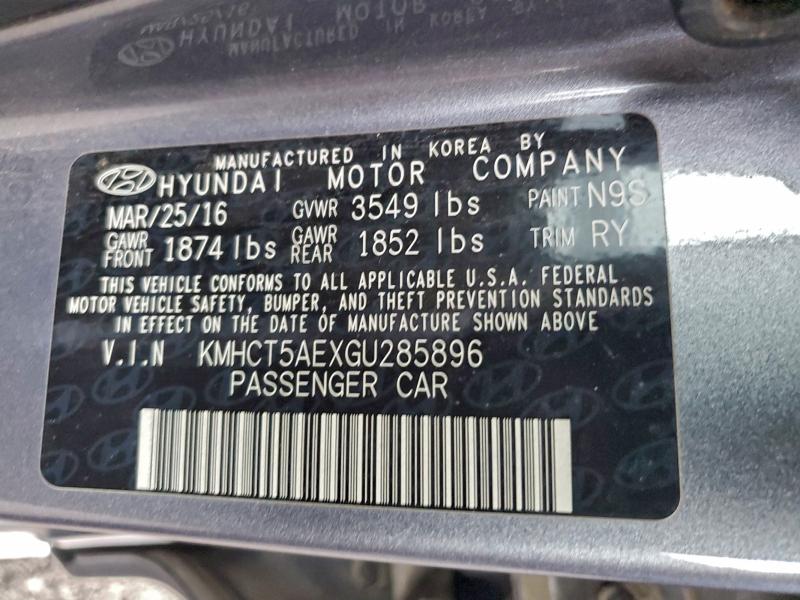 MANUFACTURED IN KOREA BY
HYUNDAI MOTOR COMPANY
MAR/25/16 GVWR 3549 lbs PAINT N9S
GAWR FRONT 1874 lbs GAWR REAR 1852 lbs TRIM RY
THIS VEHICLE CONFORMS TO ALL APPLICABLE U.S.A. FEDERAL
MOTOR VEHICLE SAFETY, BUMPER, AND THEFT PREVENTION STANDARDS
IN EFFECT ON THE DATE OF MANUFACTURE SHOWN ABOVE
V.I.N KMHCT5AEXGU285896
PASSENGER CAR